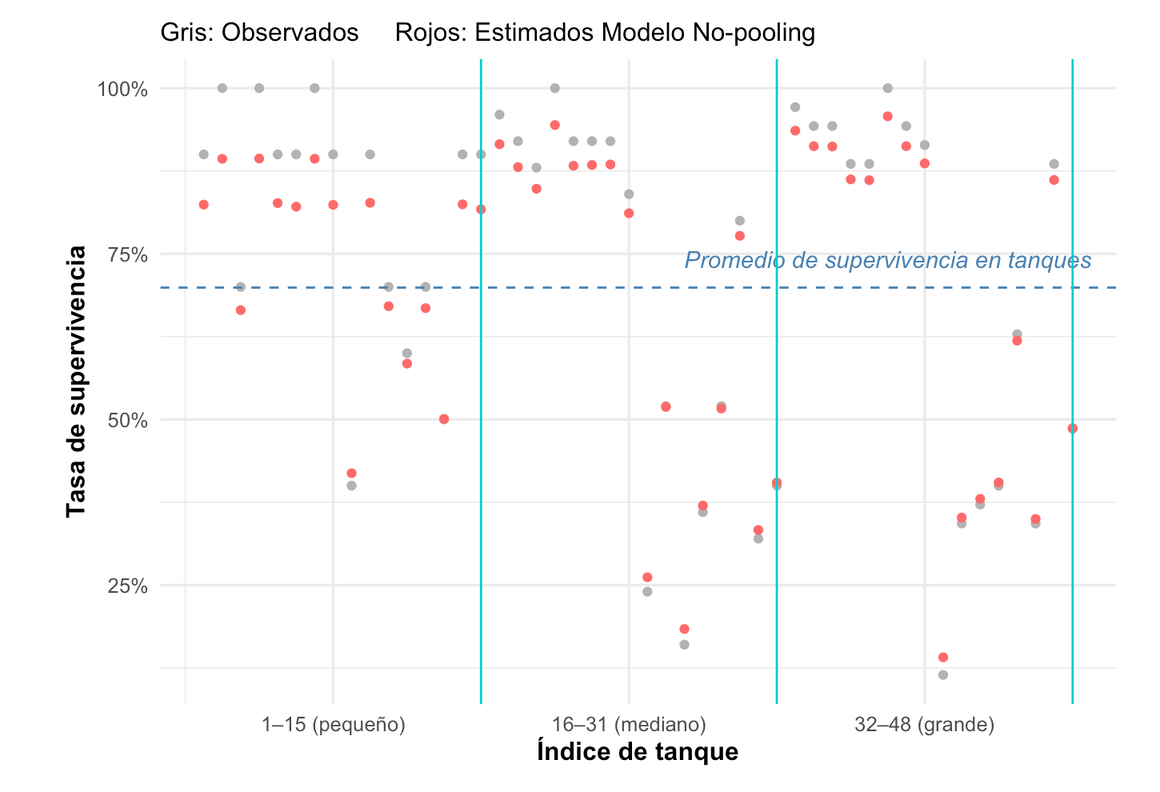 Gris: Observados     Rojos: Estimados Modelo No-pooling
100%
75%
50%
25%
Tasa de supervivencia
Promedio de supervivencia en tanques
1–15 (pequeño)
16–31 (mediano)
32–48 (grande)
Índice de tanque